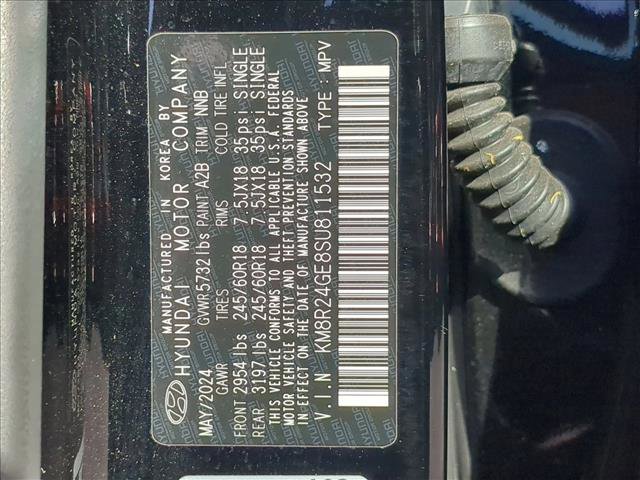 MANUFACTURED BY
HYUNDAI MOTOR COMPANY IN KOREA
MAY/2024 GVWR 5732 lbs PAINT A2B TRIM NNB
GAWR TIRES RIMS COLD TIRE INFL
FRONT 2954 lbs 245/60R18 7.5JX18 35psi SINGLE
REAR 3197 lbs 245/60R18 7.5JX18 35psi SINGLE
THIS VEHICLE CONFORMS TO ALL APPLICABLE U.S.A. FEDERAL
MOTOR VEHICLE SAFETY AND THEFT PREVENTION STANDARDS
IN EFFECT ON THE DATE OF MANUFACTURE SHOWN ABOVE.
V.I.N KM8R24GE8SU811532 TYPE : MPV